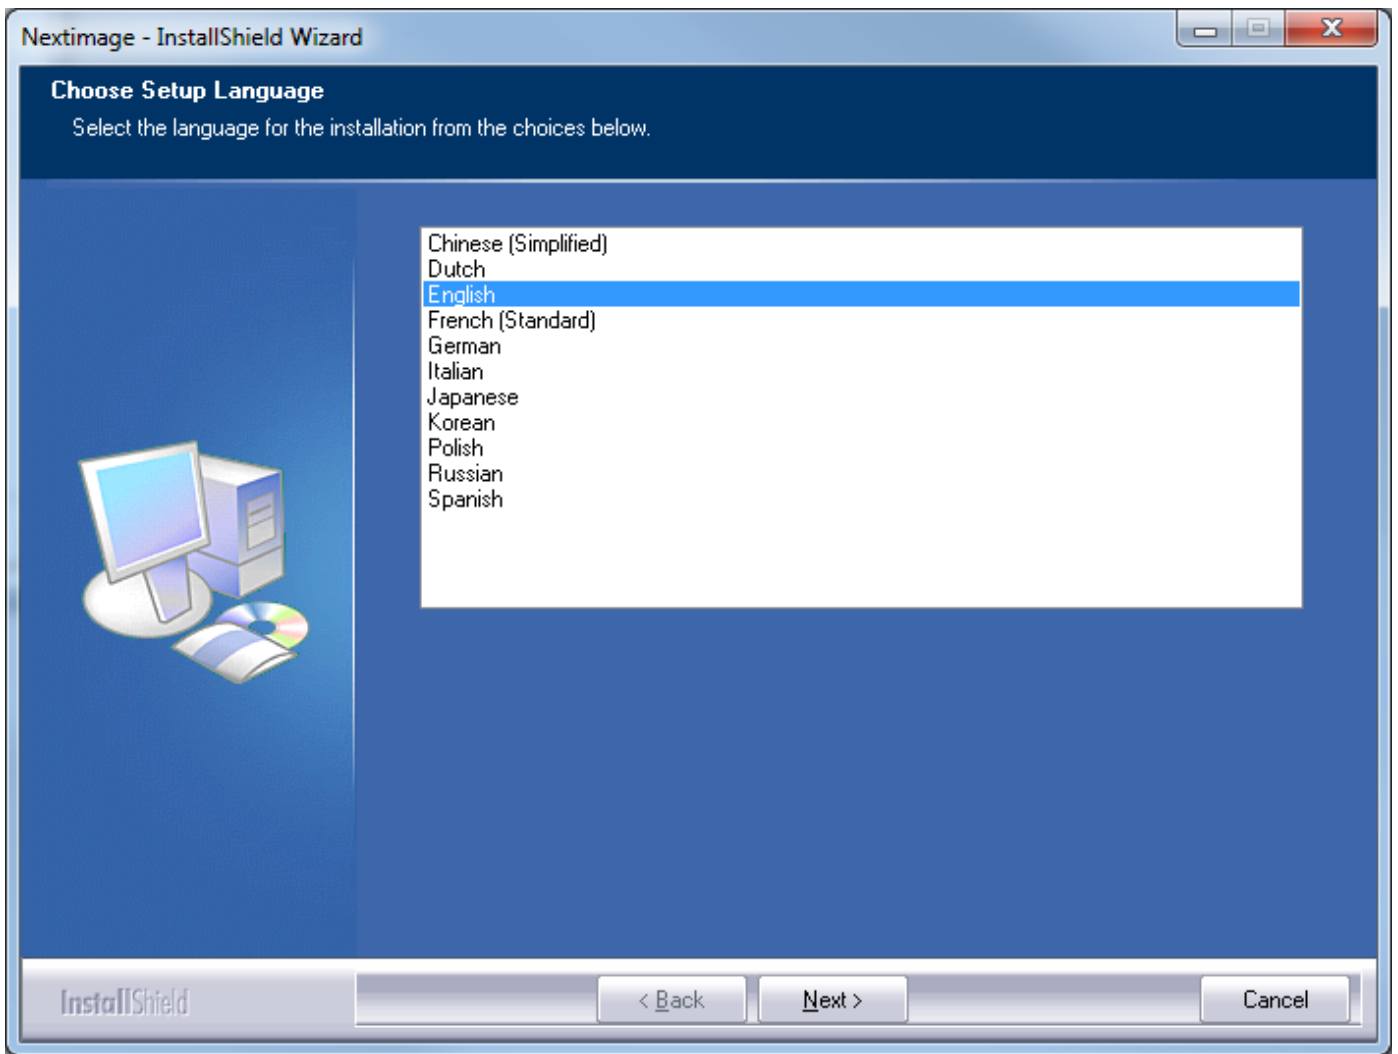 Nextimage - InstallShield Wizard
Choose Setup Language
Select the language for the installation from the choices below.
Chinese (Simplified)
Dutch
English
French (Standard)
German
Italian
Japanese
Korean
Polish
Russian
Spanish
InstallShield
< Back
Next >
Cancel